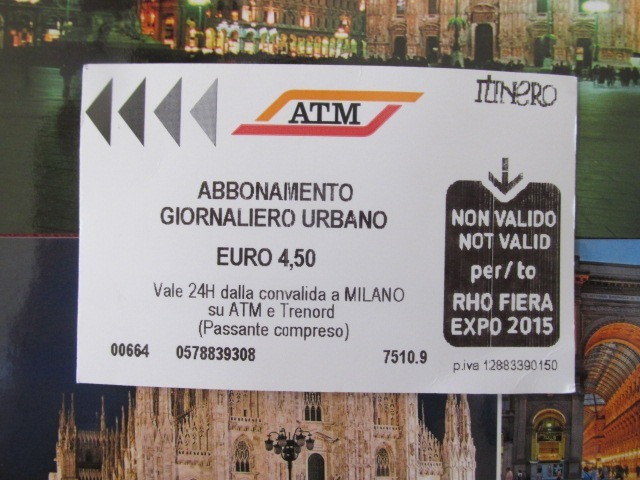 ATM
ITINERO
ABBONAMENTO
GIORNALIERO URBANO
EURO 4,50
Vale 24H dalla convalida a MILANO
su ATM e Trenord
(Passante compreso)
00664 0578839308 7510.9
NON VALIDO
NOT VALID
per/to
RHO FIERA
EXPO 2015
p.iva 12883390150